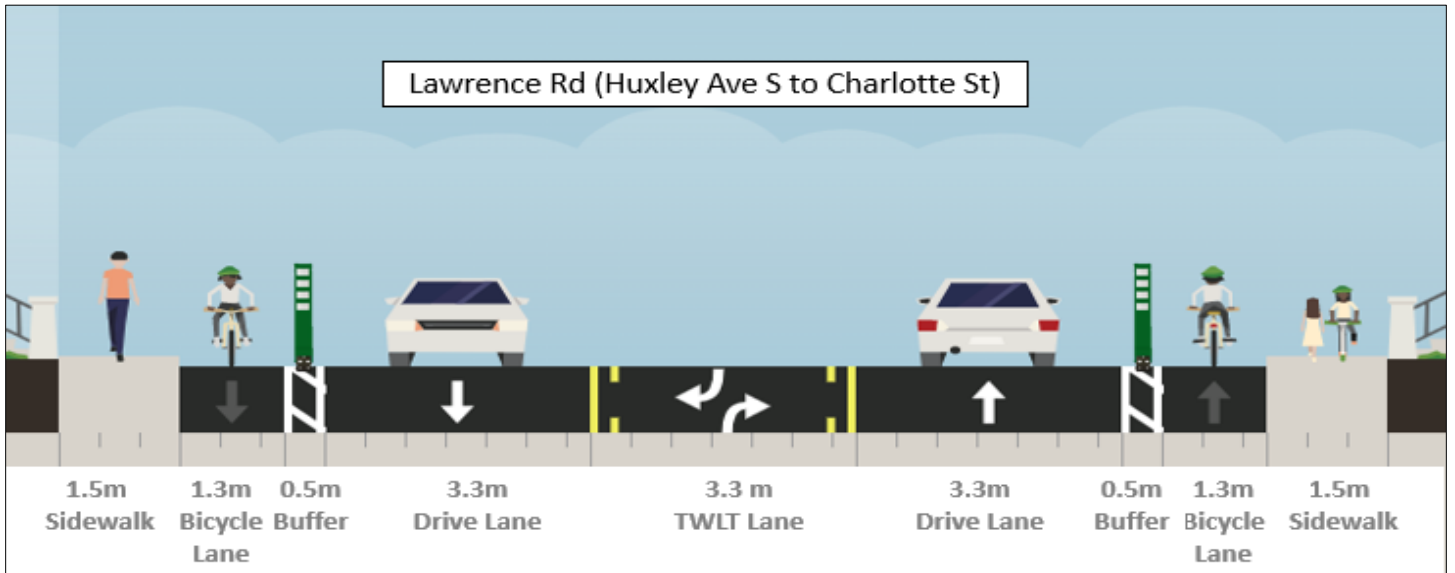 Lawrence Rd (Huxley Ave S to Charlotte St)
1.5m
Sidewalk
1.3m
Bicycle
Lane
0.5m
Buffer
3.3m
Drive Lane
3.3 m
TWLT Lane
3.3m
Drive Lane
0.5m
Buffer
1.3m
Bicycle
Lane
1.5m
Sidewalk